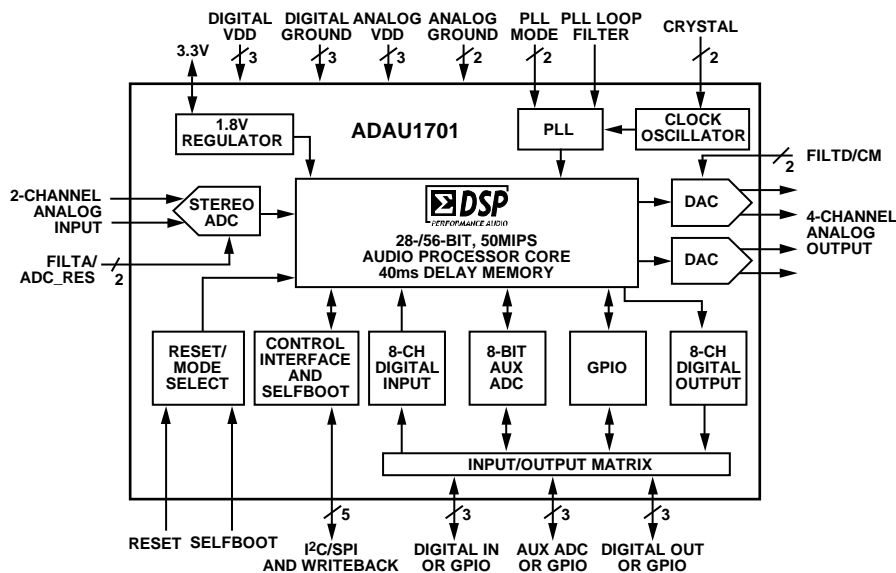 DIGITAL VDD
DIGITAL GROUND
ANALOG VDD
ANALOG GROUND
PLL MODE
PLL LOOP FILTER
CRYSTAL
3.3V
3
3
3
2
2
2
ADAU1701
1.8V REGULATOR
PLL
CLOCK OSCILLATOR
FILTD/CM
2
2-CHANNEL ANALOG INPUT
STEREO ADC
Σ DSP
PERFORMANCE AUDIO
28-/56-BIT, 50MIPS
AUDIO PROCESSOR CORE
40ms DELAY MEMORY
DAC
4-CHANNEL ANALOG OUTPUT
DAC
FILTA/ ADC_RES
2
RESET/ MODE SELECT
CONTROL INTERFACE AND SELFBOOT
8-CH DIGITAL INPUT
8-BIT AUX ADC
GPIO
8-CH DIGITAL OUTPUT
INPUT/OUTPUT MATRIX
5
3
3
3
RESET
SELFBOOT
I²C/SPI AND WRITEBACK
DIGITAL IN OR GPIO
AUX ADC OR GPIO
DIGITAL OUT OR GPIO